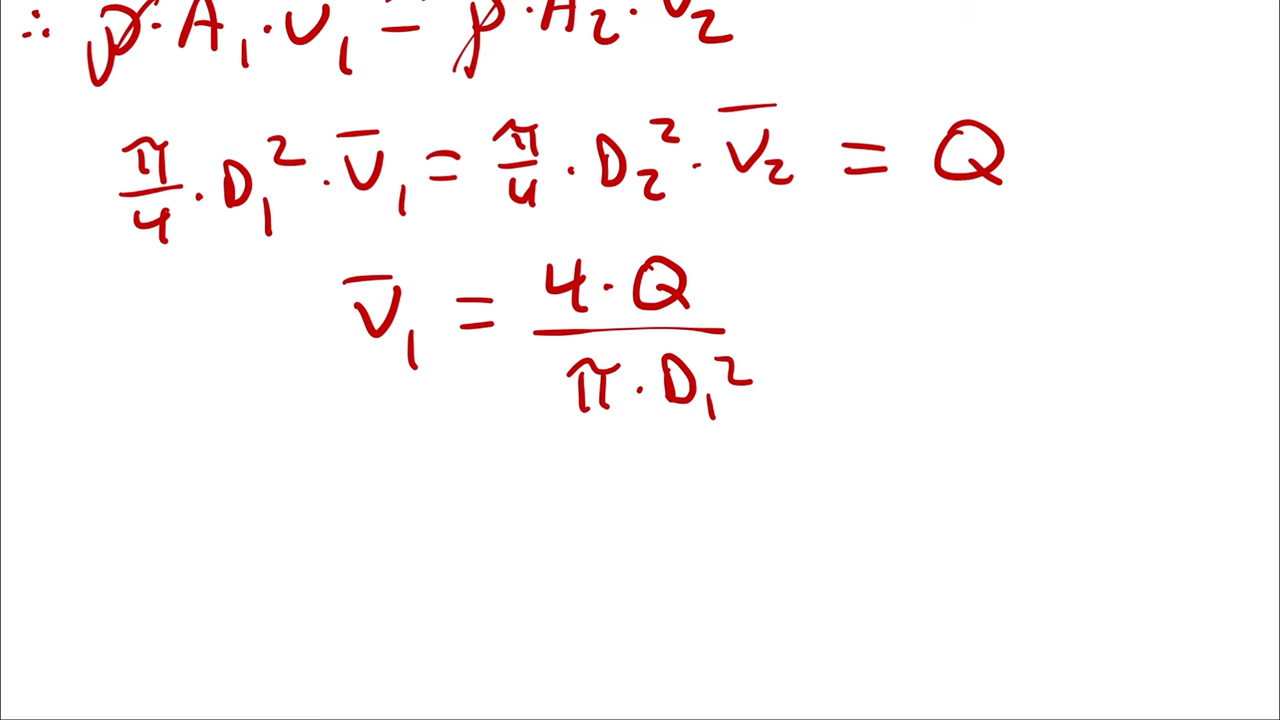 ∴ ρ·A₁·V₁ = ρ·A₂·V₂
π/4·D₁²·V̅₁ = π/4·D₂²·V̅₂ = Q
V̅₁ = 4·Q / π·D₁²